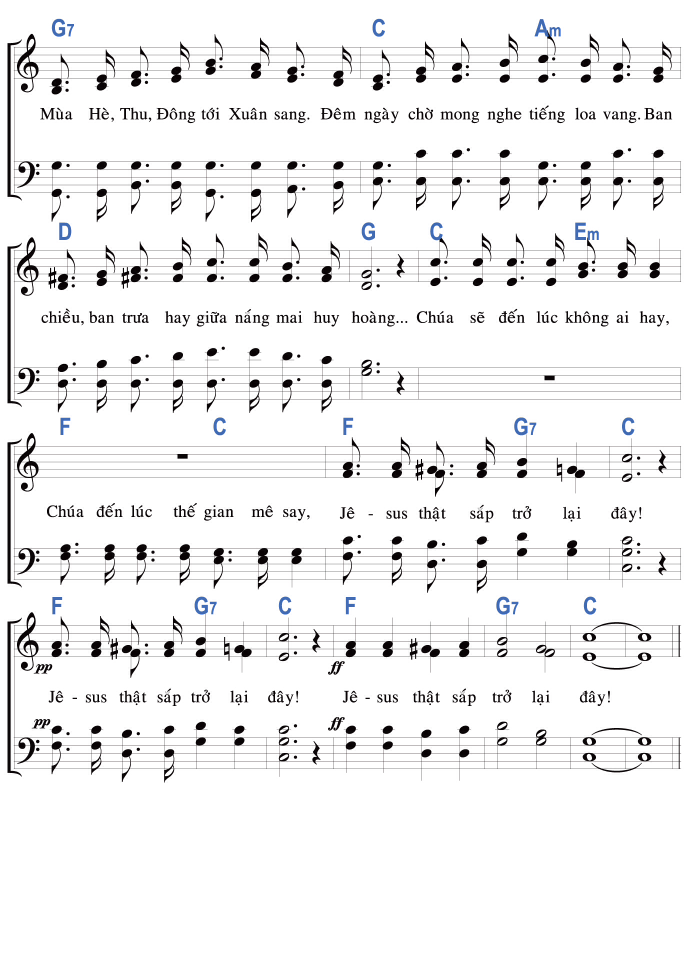 G7 C Am
Mùa Hè, Thu, Đông tới Xuân sang. Đêm ngày chờ mong nghe tiếng loa vang. Ban
D G C Em
chiều, ban trưa hay giữa nắng mai huy hoàng... Chúa sẽ đến lúc không ai hay,
F C F G7 C
Chúa đến lúc thế gian mê say, Jê - sus thật sáp trở lại đây!
F G7 C F G7 C
pp ff
Jê - sus thật sáp trở lại đây! Jê - sus thật sáp trở lại đây!
pp ff